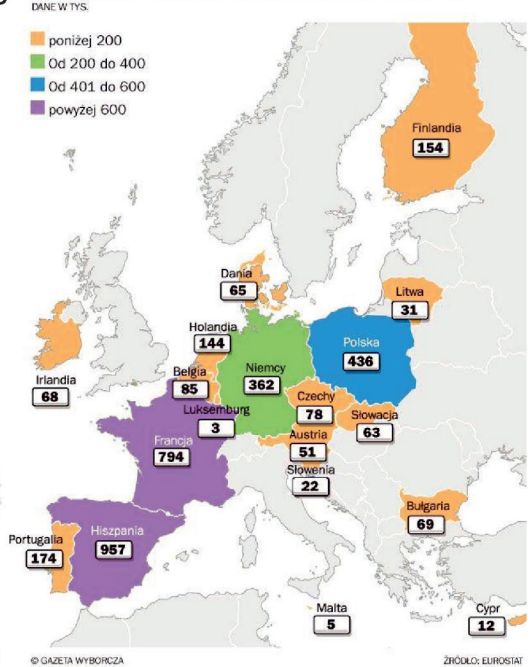 DANE W TYS.
poniżej 200
Od 200 do 400
Od 401 do 600
powyżej 600
Finlandia
154
Dania
65
Litwa
31
Holandia
144
Polska
436
Niemcy
362
Belgia
85
Irlandia
68
Czechy
78
Luksemburg
3
Słowacja
63
Austria
51
Francja
794
Słowenia
22
Bułgaria
69
Hiszpania
957
Portugalia
174
Malta
5
Cypr
12
© GAZETA WYBORCZA
ŹRÓDŁO: EUROSTAT